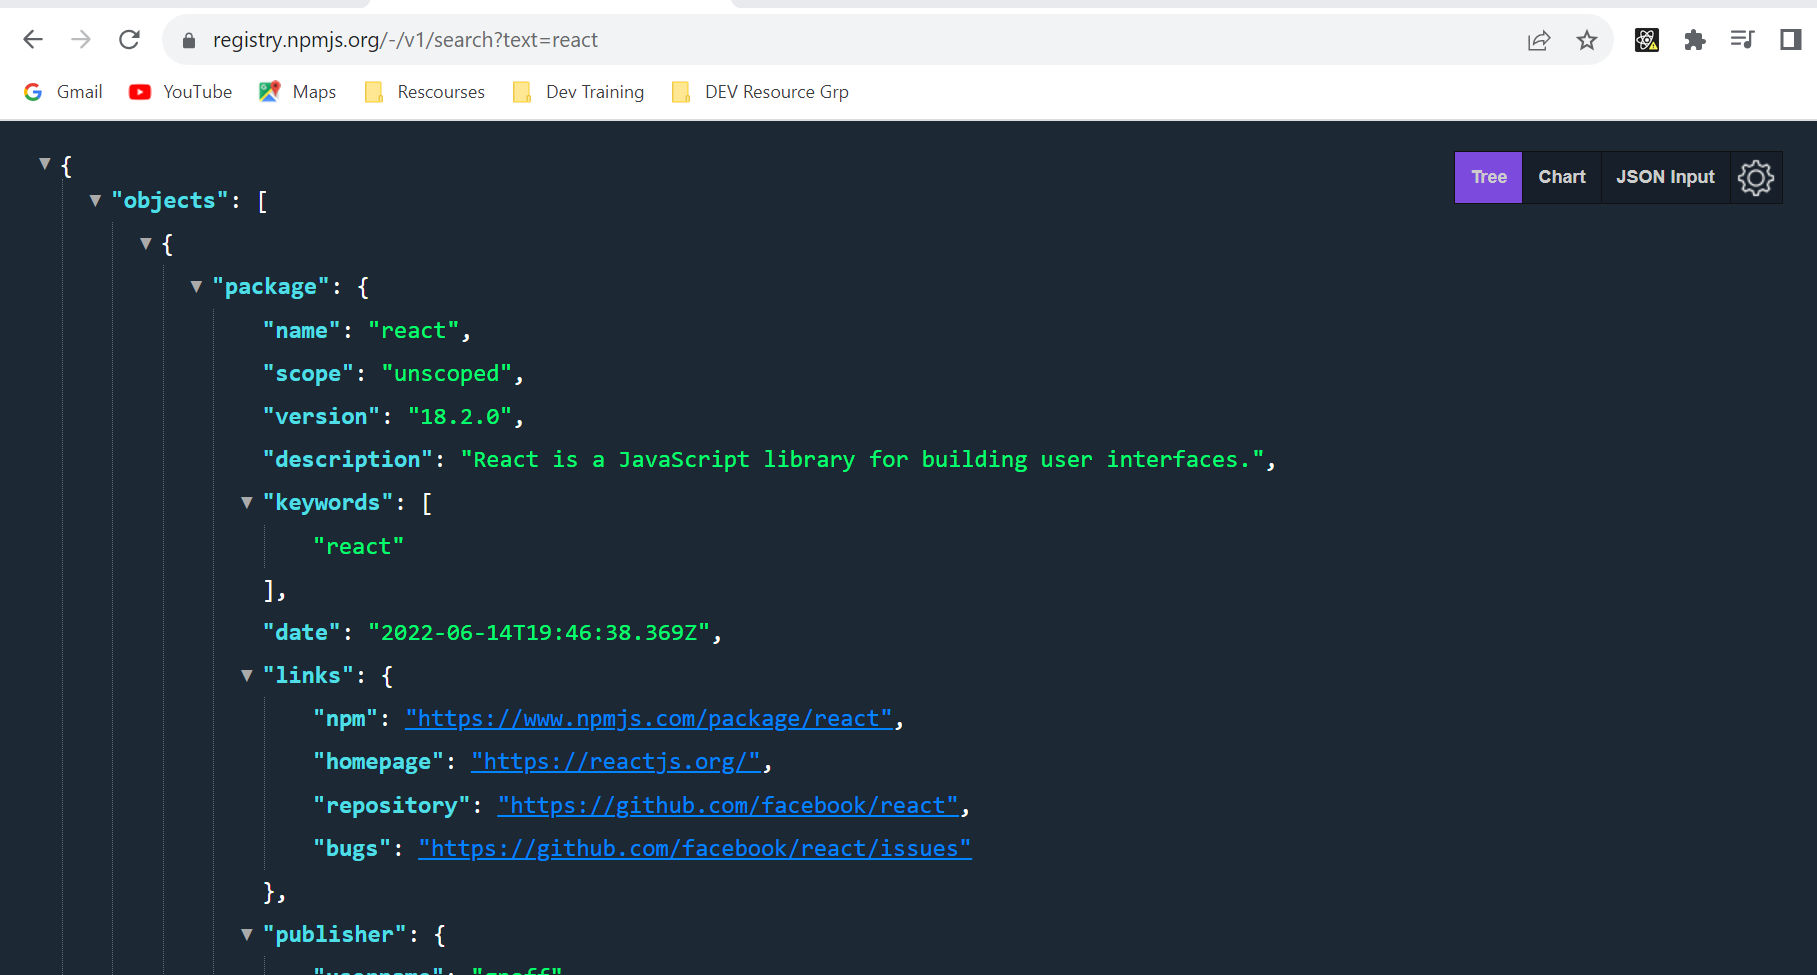 registry.npmjs.org/-/v1/search?text=react
Gmail YouTube Maps Rescourses Dev Training DEV Resource Grp
{
Tree Chart JSON Input
"objects": [
{
"package": {
"name": "react",
"scope": "unscoped",
"version": "18.2.0",
"description": "React is a JavaScript library for building user interfaces.",
"keywords": [
"react"
],
"date": "2022-06-14T19:46:38.369Z",
"links": {
"npm": "https://www.npmjs.com/package/react",
"homepage": "https://reactjs.org/",
"repository": "https://github.com/facebook/react",
"bugs": "https://github.com/facebook/react/issues"
},
"publisher": {
"username": "gnoff"